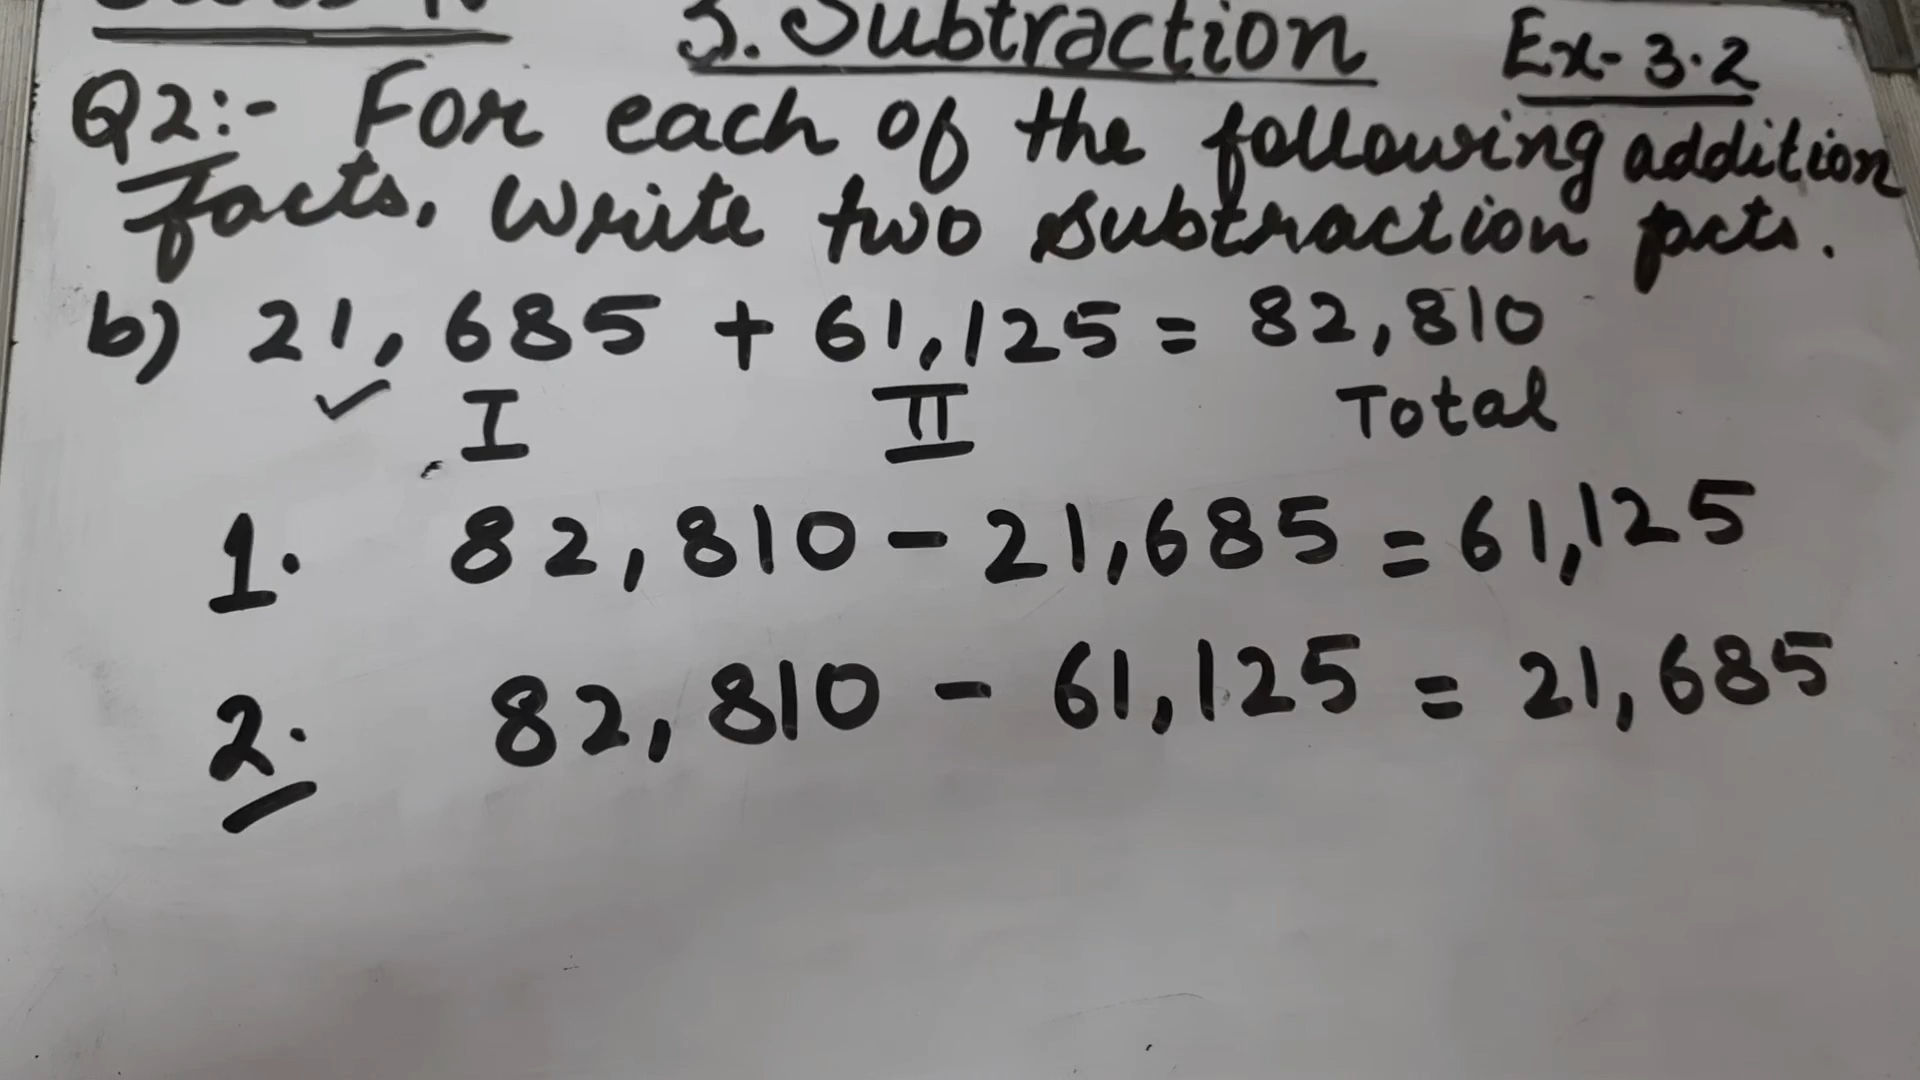 3. Subtraction Ex- 3.2
Q2:- For each of the following addition
facts, Write two subtraction facts.
b) 21,685 + 61,125 = 82,810
✓ I II Total
1. 82,810 - 21,685 = 61,125
2. 82,810 - 61,125 = 21,685